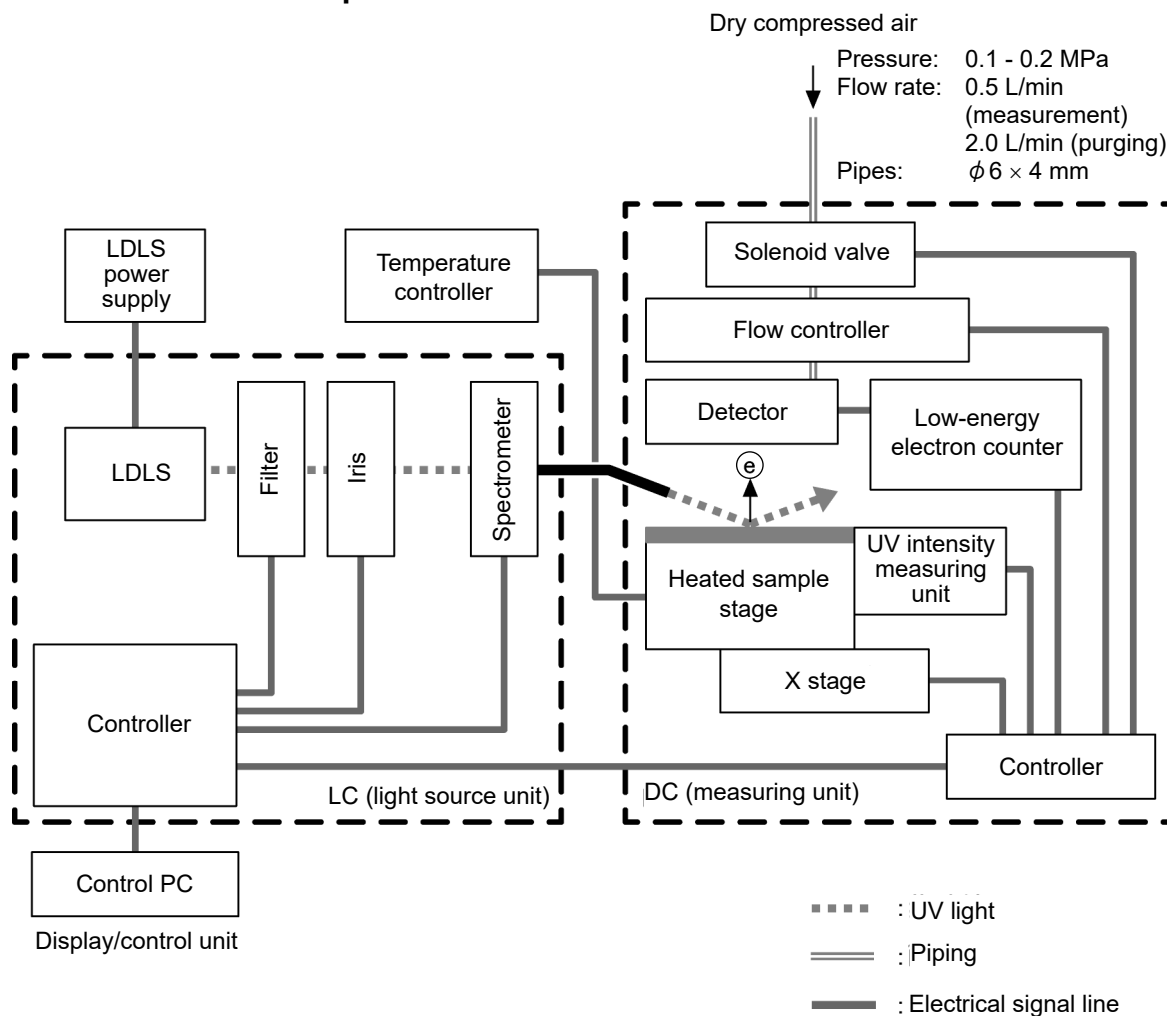 Dry compressed air
Pressure: 0.1 - 0.2 MPa
Flow rate: 0.5 L/min
(measurement)
2.0 L/min (purging)
Pipes: ϕ6 × 4 mm
LDLS
power
supply
Temperature
controller
Solenoid valve
Flow controller
Detector
Low-energy
electron counter
LDLS
Filter
Iris
Spectrometer
e
Heated sample
stage
UV intensity
measuring
unit
X stage
Controller
Controller
LC (light source unit)
DC (measuring unit)
Control PC
Display/control unit
: UV light
: Piping
: Electrical signal line